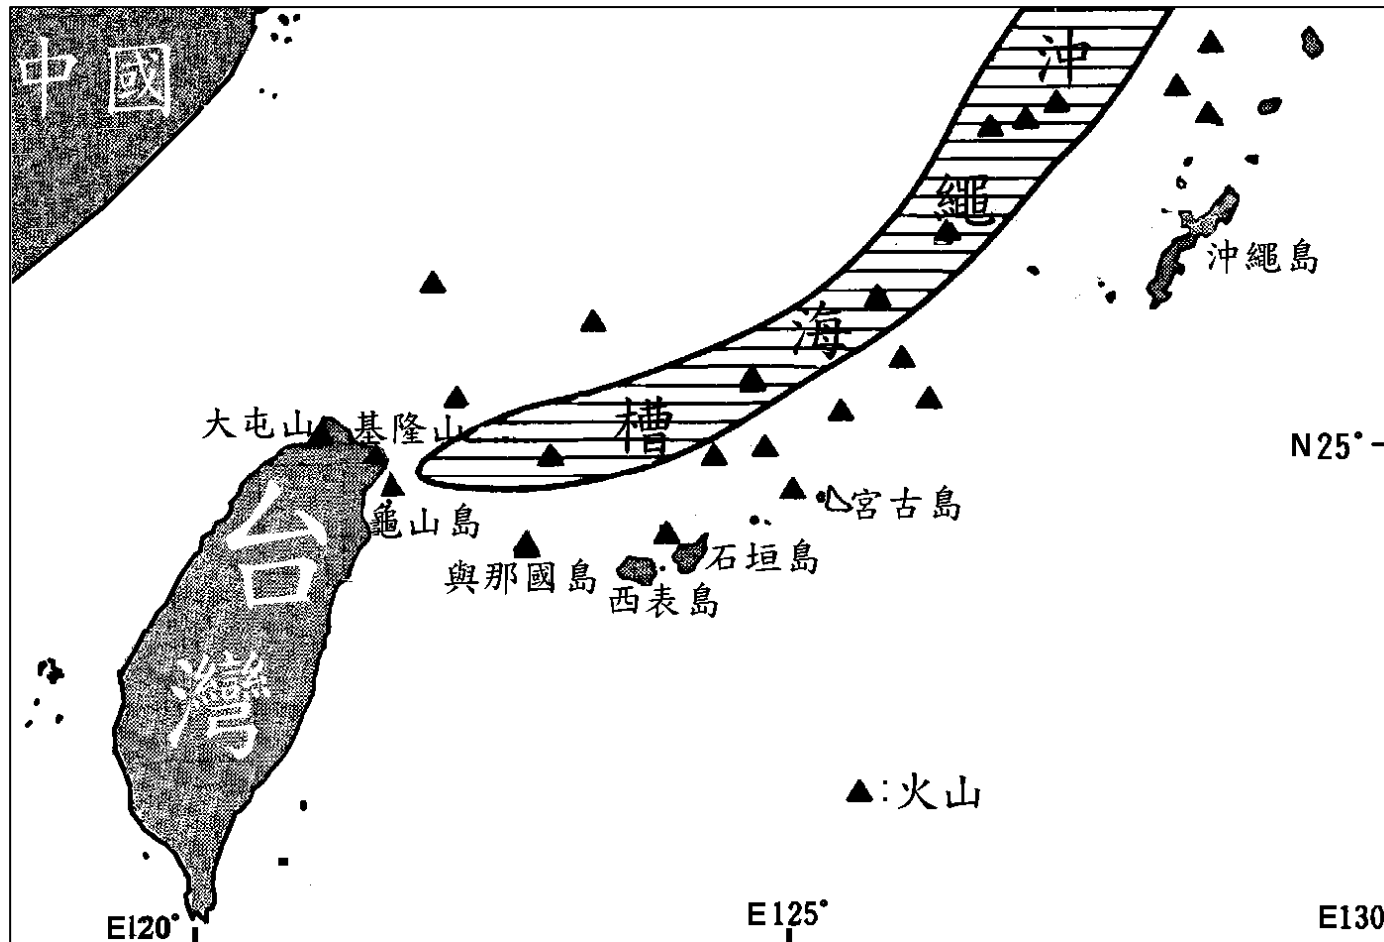 中國
沖
繩
海
槽
沖繩島
大屯山
基隆山
N25°
龜山島
宮古島
與那國島
西表島
石垣島
台
灣
▲:火山
E120°
E125°
E130